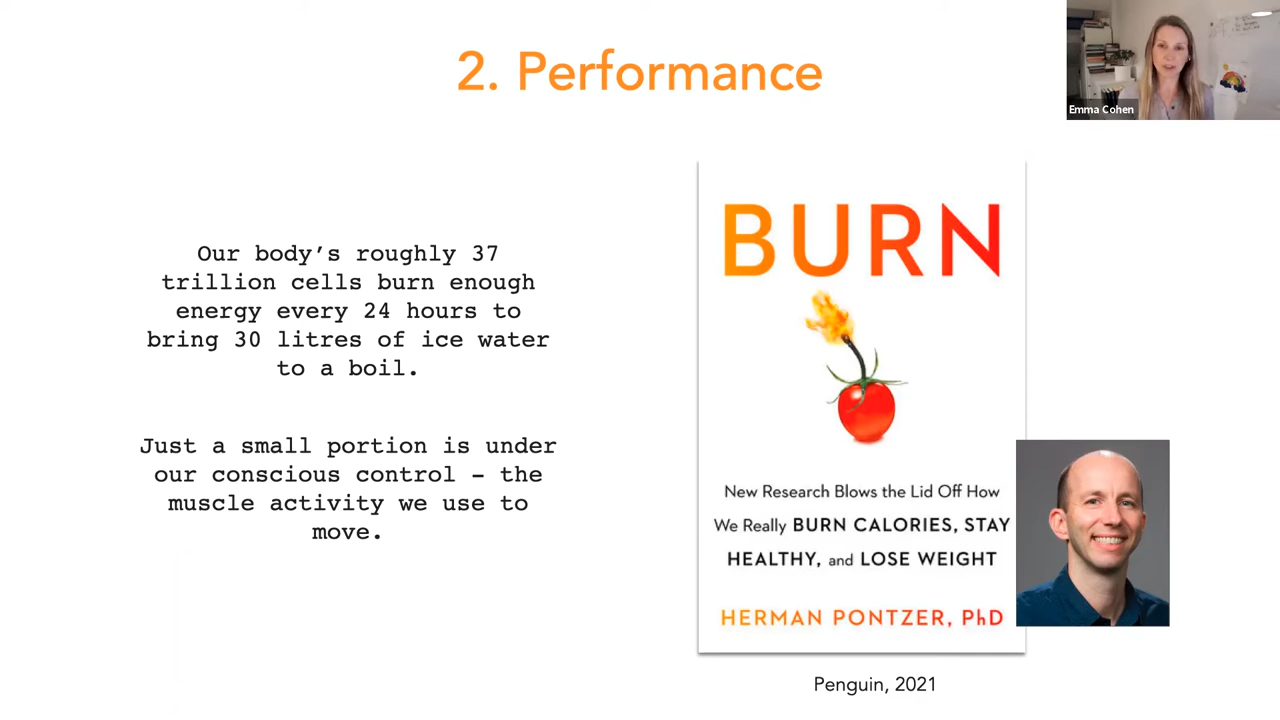 2. Performance
Emma Cohen
Our body’s roughly 37
trillion cells burn enough
energy every 24 hours to
bring 30 litres of ice water
to a boil.
Just a small portion is under
our conscious control – the
muscle activity we use to
move.
BURN
New Research Blows the Lid Off How
We Really BURN CALORIES, STAY
HEALTHY, and LOSE WEIGHT
HERMAN PONTZER, PhD
Penguin, 2021